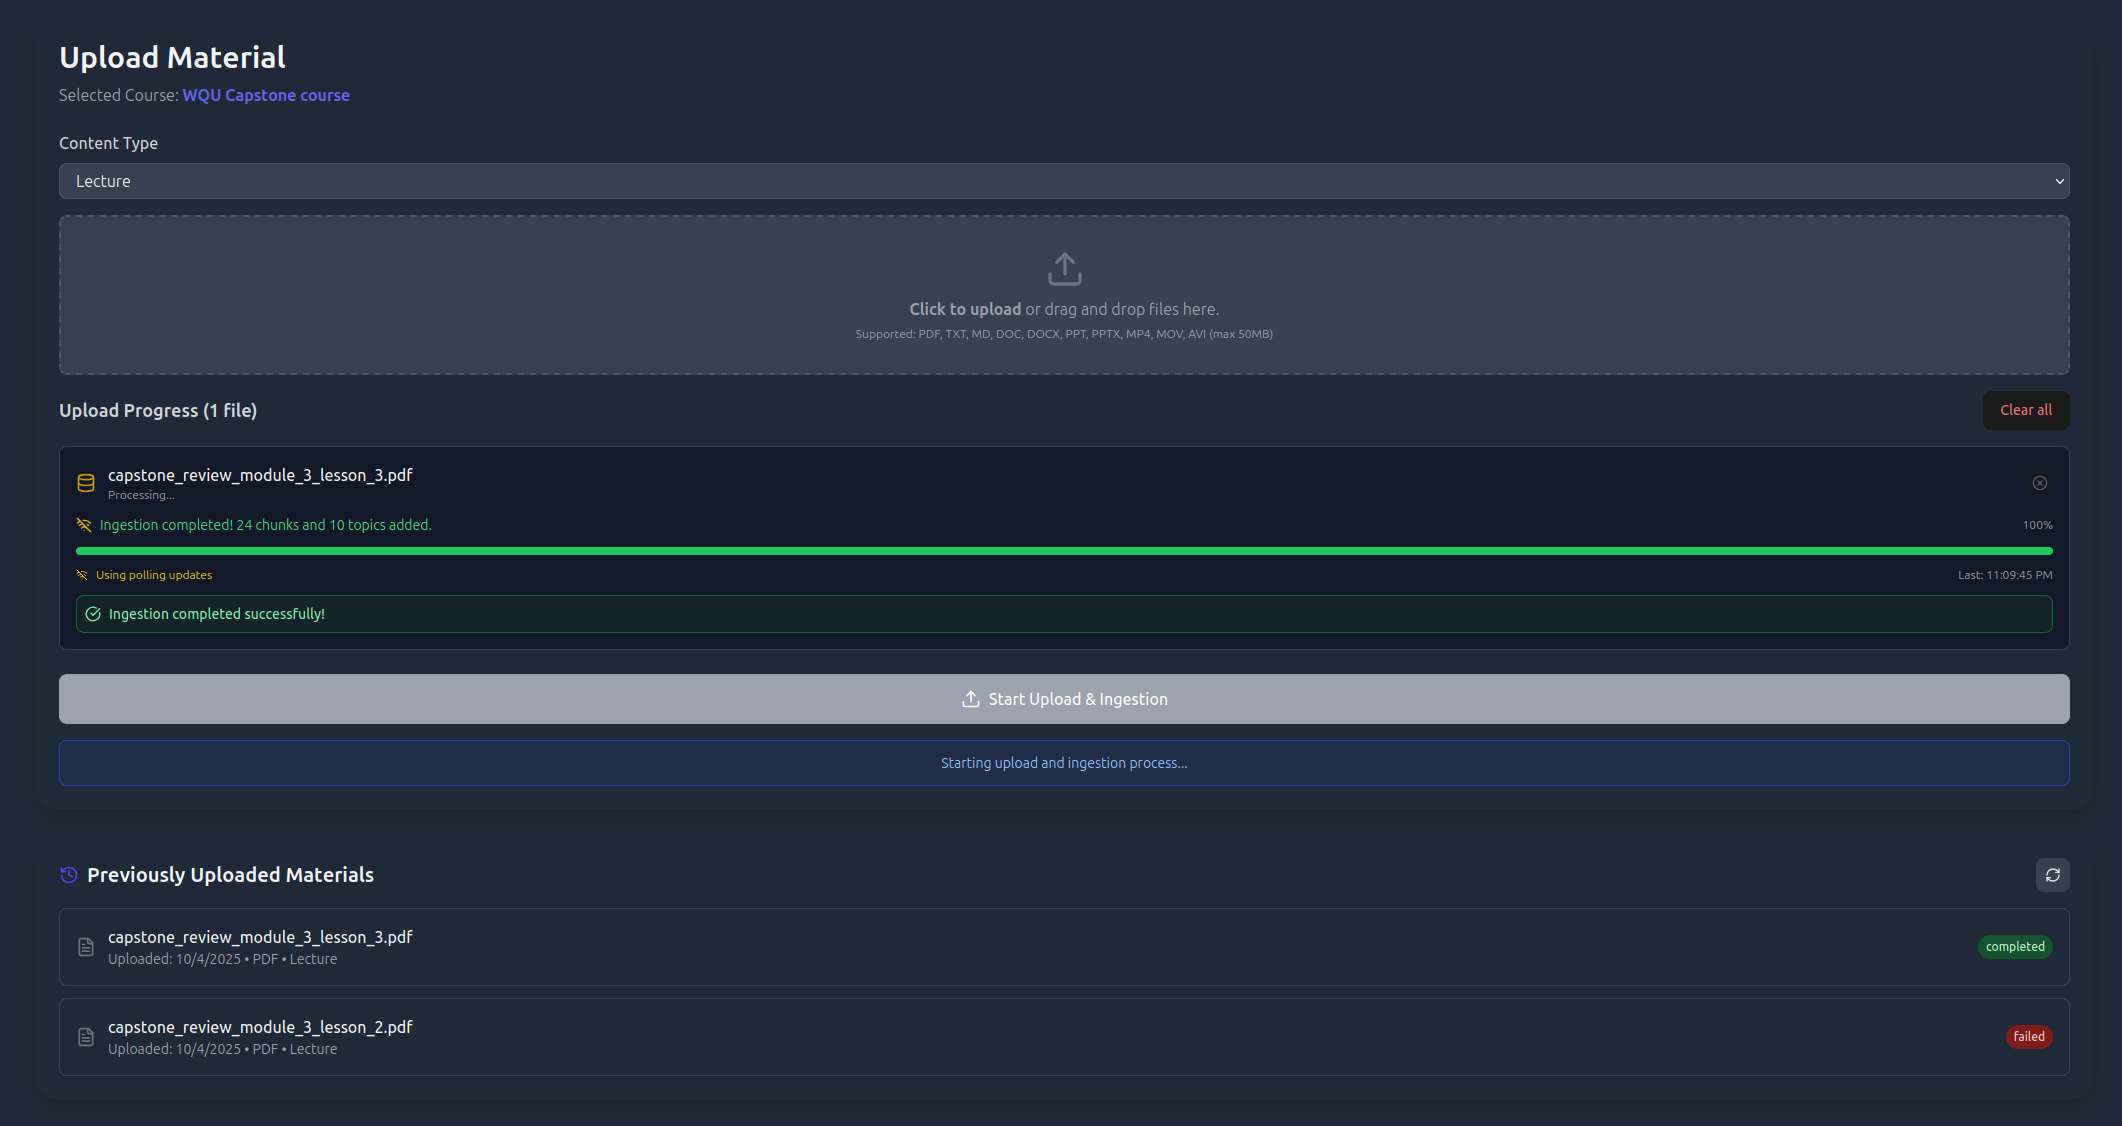 Upload Material
Selected Course: WQU Capstone course
Content Type
Lecture
Click to upload or drag and drop files here.
Supported: PDF, TXT, MD, DOC, DOCX, PPT, PPTX, MP4, MOV, AVI (max 50MB)
Upload Progress (1 file)
Clear all
capstone_review_module_3_lesson_3.pdf
Processing...
Ingestion completed! 24 chunks and 10 topics added.
100%
Using polling updates
Last: 11:09:45 PM
Ingestion completed successfully!
Start Upload & Ingestion
Starting upload and ingestion process...
Previously Uploaded Materials
capstone_review_module_3_lesson_3.pdf
Uploaded: 10/4/2025 • PDF • Lecture
completed
capstone_review_module_3_lesson_2.pdf
Uploaded: 10/4/2025 • PDF • Lecture
failed